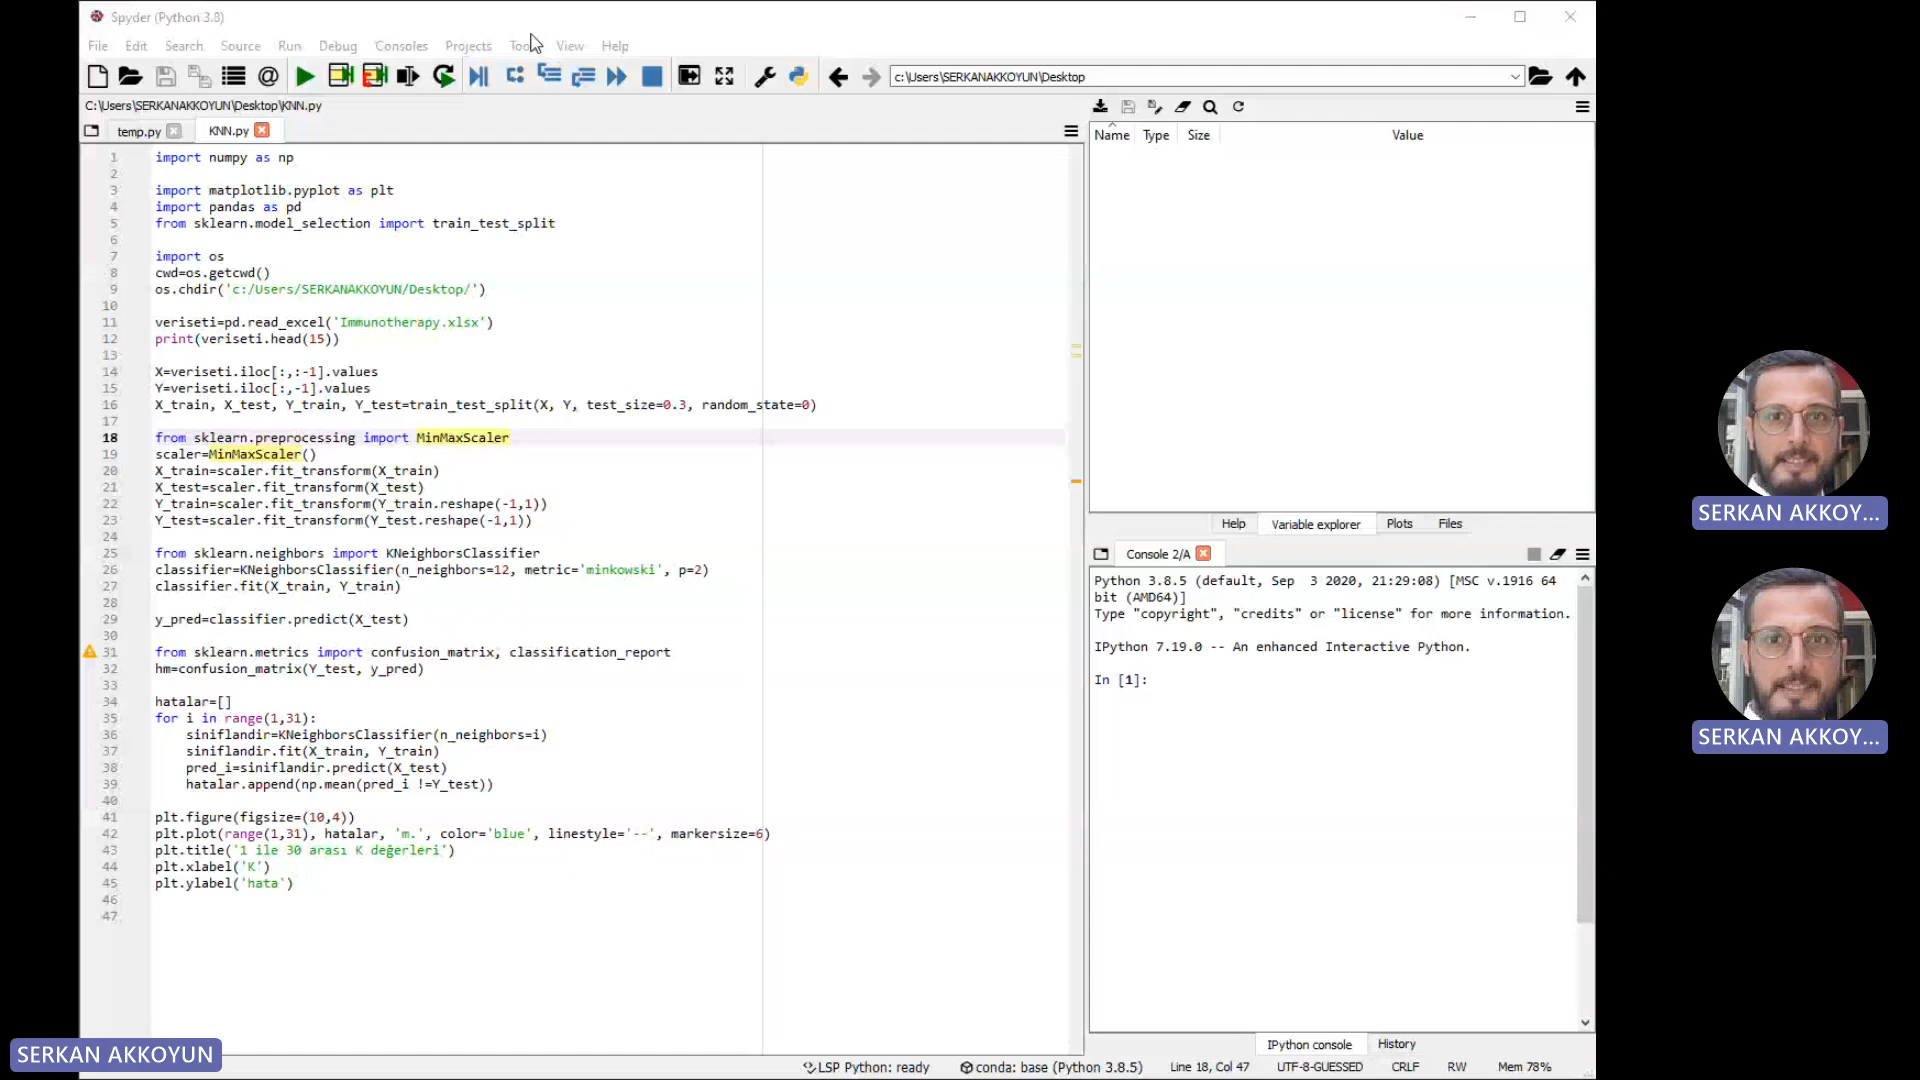 Spyder (Python 3.8)
File Edit Search Source Run Debug Consoles Projects Tools View Help
c:\Users\SERKANAKKOYUN\Desktop
C:\Users\SERKANAKKOYUN\Desktop\KNN.py
temp.py KNN.py
1 import numpy as np
2
3 import matplotlib.pyplot as plt
4 import pandas as pd
5 from sklearn.model_selection import train_test_split
6
7 import os
8 cwd=os.getcwd()
9 os.chdir('c:/Users/SERKANAKKOYUN/Desktop/')
10
11 veriseti=pd.read_excel('Immunotherapy.xlsx')
12 print(veriseti.head(15))
13
14 X=veriseti.iloc[:,:-1].values
15 Y=veriseti.iloc[:,-1].values
16 X_train, X_test, Y_train, Y_test=train_test_split(X, Y, test_size=0.3, random_state=0)
17
18 from sklearn.preprocessing import MinMaxScaler
19 scaler=MinMaxScaler()
20 X_train=scaler.fit_transform(X_train)
21 X_test=scaler.fit_transform(X_test)
22 Y_train=scaler.fit_transform(Y_train.reshape(-1,1))
23 Y_test=scaler.fit_transform(Y_test.reshape(-1,1))
24
25 from sklearn.neighbors import KNeighborsClassifier
26 classifier=KNeighborsClassifier(n_neighbors=12, metric='minkowski', p=2)
27 classifier.fit(X_train, Y_train)
28
29 y_pred=classifier.predict(X_test)
30
31 from sklearn.metrics import confusion_matrix, classification_report
32 hm=confusion_matrix(Y_test, y_pred)
33
34 hatalar=[]
35 for i in range(1,31):
36 siniflandir=KNeighborsClassifier(n_neighbors=i)
37 siniflandir.fit(X_train, Y_train)
38 pred_i=siniflandir.predict(X_test)
39 hatalar.append(np.mean(pred_i !=Y_test))
40
41 plt.figure(figsize=(10,4))
42 plt.plot(range(1,31), hatalar, 'm.', color='blue', linestyle='--', markersize=6)
43 plt.title('1 ile 30 arası K değerleri')
44 plt.xlabel('K')
45 plt.ylabel('hata')
46
47
Name Type Size Value
Help Variable explorer Plots Files
Console 2/A
Python 3.8.5 (default, Sep 3 2020, 21:29:08) [MSC v.1916 64
bit (AMD64)]
Type "copyright", "credits" or "license" for more information.
IPython 7.19.0 -- An enhanced Interactive Python.
In [1]:
IPython console History
LSP Python: ready conda: base (Python 3.8.5) Line 18, Col 47 UTF-8-GUESSED CRLF RW Mem 78%
SERKAN AKKOY...
SERKAN AKKOY...
SERKAN AKKOYUN